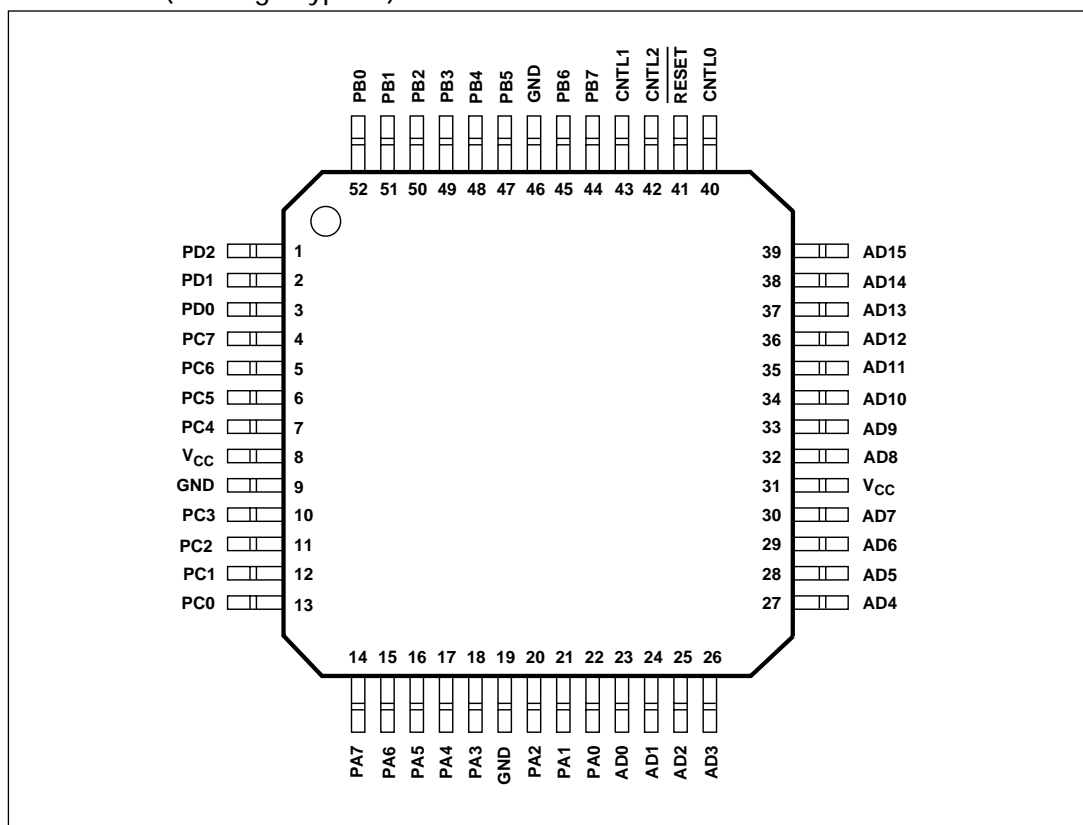 PB0 PB1 PB2 PB3 PB4 PB5 GND PB6 PB7 CNTL1 CNTL2 RESET CNTL0
52 51 50 49 48 47 46 45 44 43 42 41 40
PD2 1 39 AD15
PD1 2 38 AD14
PD0 3 37 AD13
PC7 4 36 AD12
PC6 5 35 AD11
PC5 6 34 AD10
PC4 7 33 AD9
VCC 8 32 AD8
GND 9 31 VCC
PC3 10 30 AD7
PC2 11 29 AD6
PC1 12 28 AD5
PC0 13 27 AD4
14 15 16 17 18 19 20 21 22 23 24 25 26
PA7 PA6 PA5 PA4 PA3 GND PA2 PA1 PA0 AD0 AD1 AD2 AD3